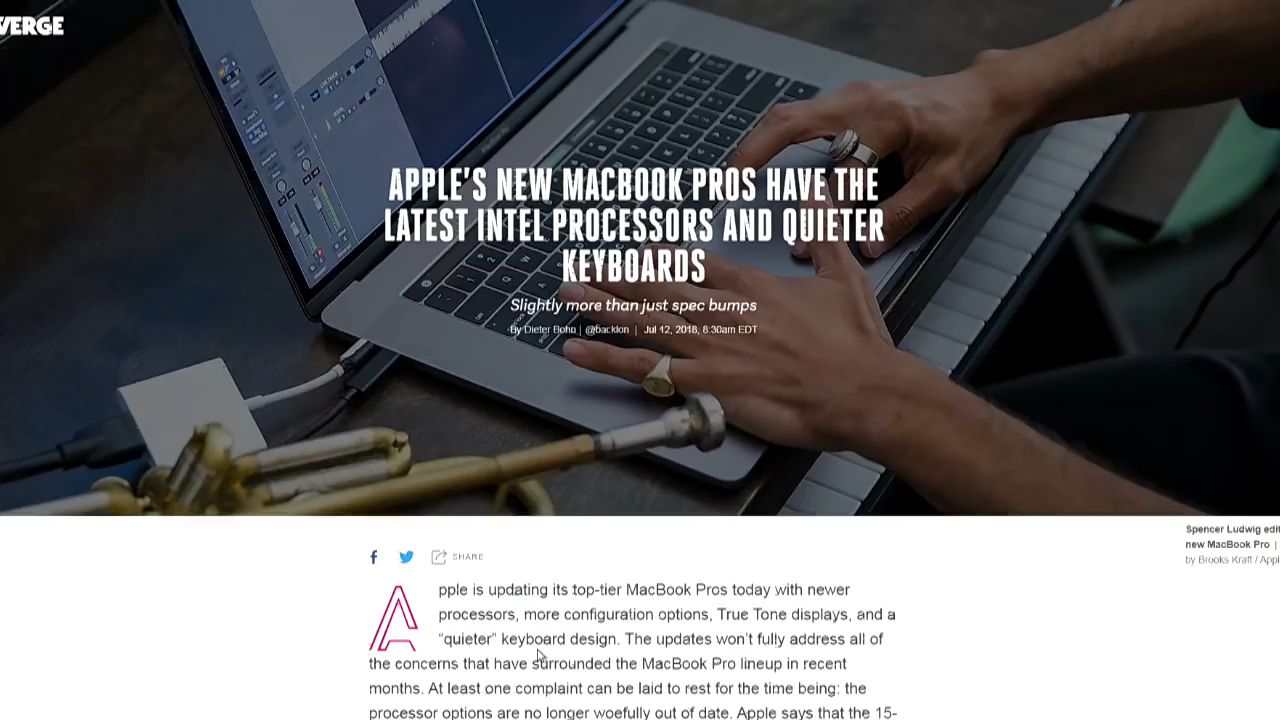 VERGE
APPLE'S NEW MACBOOK PROS HAVE THE
LATEST INTEL PROCESSORS AND QUIETER
KEYBOARDS
Slightly more than just spec bumps
By Dieter Bohn | @backlon | Jul 12, 2018, 8:30am EDT
Spencer Ludwig edit
new MacBook Pro |
by Brooks Kraft / Appl
SHARE
Apple is updating its top-tier MacBook Pros today with newer
processors, more configuration options, True Tone displays, and a
“quieter” keyboard design. The updates won’t fully address all of
the concerns that have surrounded the MacBook Pro lineup in recent
months. At least one complaint can be laid to rest for the time being: the
processor options are no longer woefully out of date. Apple says that the 15-